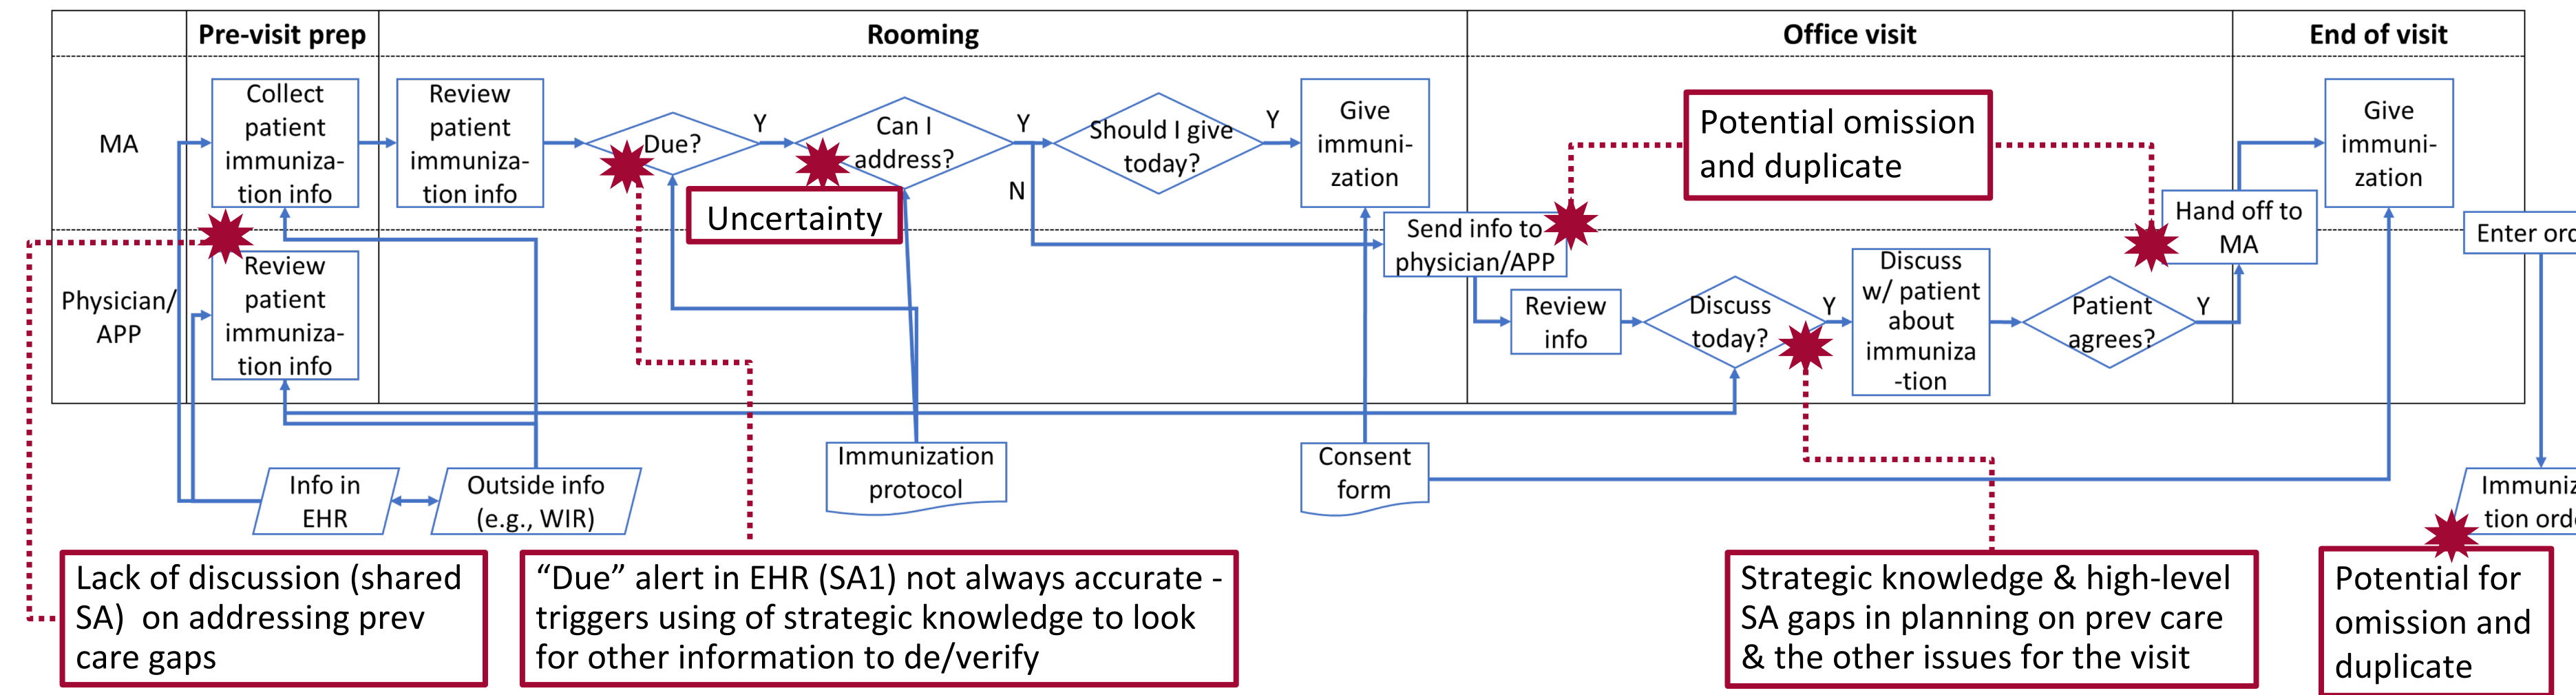 Pre-visit prep
Rooming
Office visit
End of visit
MA
Collect
patient
immuniza-
tion info
Review
patient
immuniza-
tion info
Due?
Y
Can I
address?
Y
N
Should I give
today?
Y
Give
immuni-
zation
Uncertainty
Potential omission
and duplicate
Send info to
physician/APP
Hand off to
MA
Give
immuni-
zation
Enter
Physician/
APP
Review
patient
immuniza-
tion info
Review
info
Discuss
today?
Y
Discuss
w/ patient
about
immuniza
-tion
Patient
agrees?
Y
Info in
EHR
Outside info
(e.g., WIR)
Immunization
protocol
Consent
form
tion
Lack of discussion (shared
SA) on addressing prev
care gaps
“Due” alert in EHR (SA1) not always accurate -
triggers using of strategic knowledge to look
for other information to de/verify
Strategic knowledge & high-level
SA gaps in planning on prev care
& the other issues for the visit
Potential for
omission and
duplicate